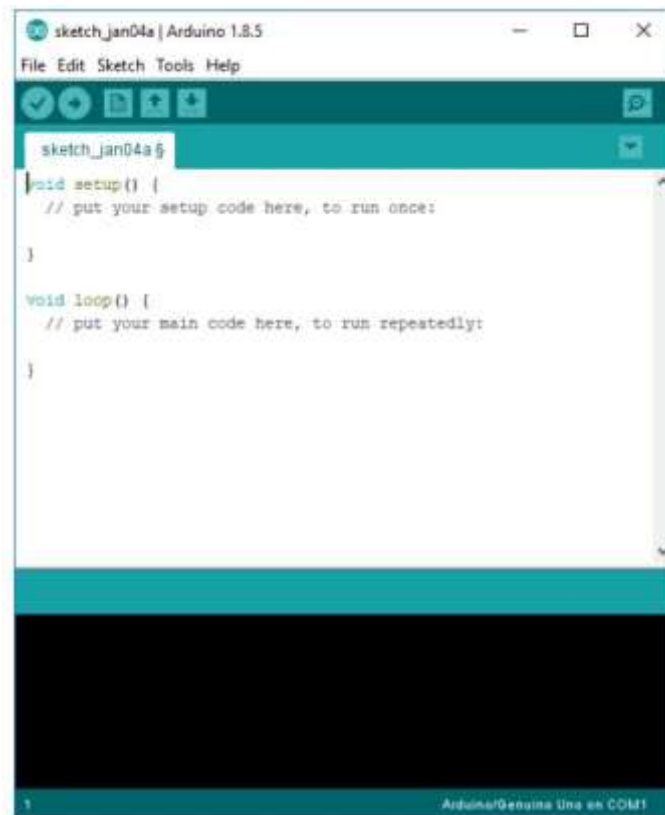 sketch_jan04a | Arduino 1.8.5
File Edit Sketch Tools Help
sketch_jan04a §
void setup() {
  // put your setup code here, to run once:
}
void loop() {
  // put your main code here, to run repeatedly:
}
1
Arduino/Genuino Uno en COM1